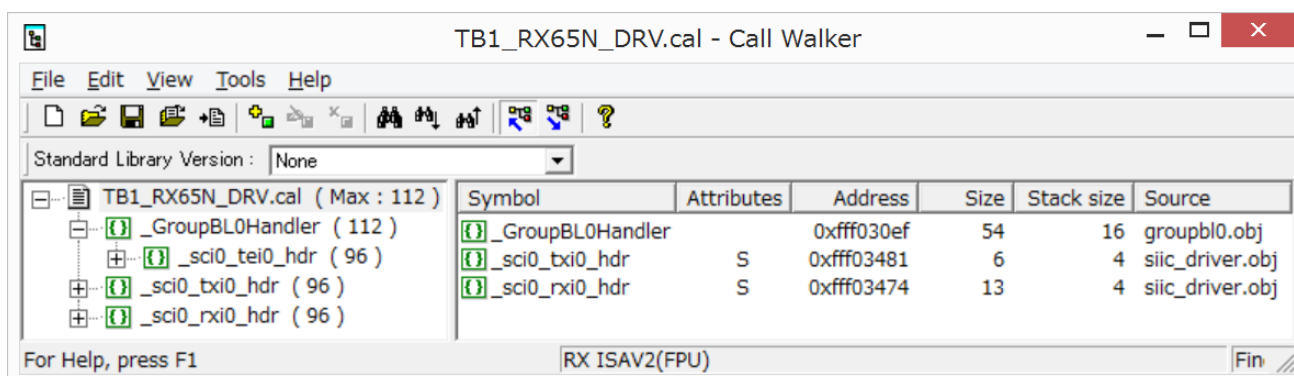 TB1_RX65N_DRV.cal - Call Walker
File Edit View Tools Help
Standard Library Version : None
TB1_RX65N_DRV.cal ( Max : 112 )
_GroupBL0Handler ( 112 )
_sci0_tei0_hdr ( 96 )
_sci0_txi0_hdr ( 96 )
_sci0_rxi0_hdr ( 96 )
Symbol Attributes Address Size Stack size Source
_GroupBL0Handler 0xfff030ef 54 16 groupbl0.obj
_sci0_txi0_hdr S 0xfff03481 6 4 siic_driver.obj
_sci0_rxi0_hdr S 0xfff03474 13 4 siic_driver.obj
For Help, press F1 RX ISAV2(FPU) Fin